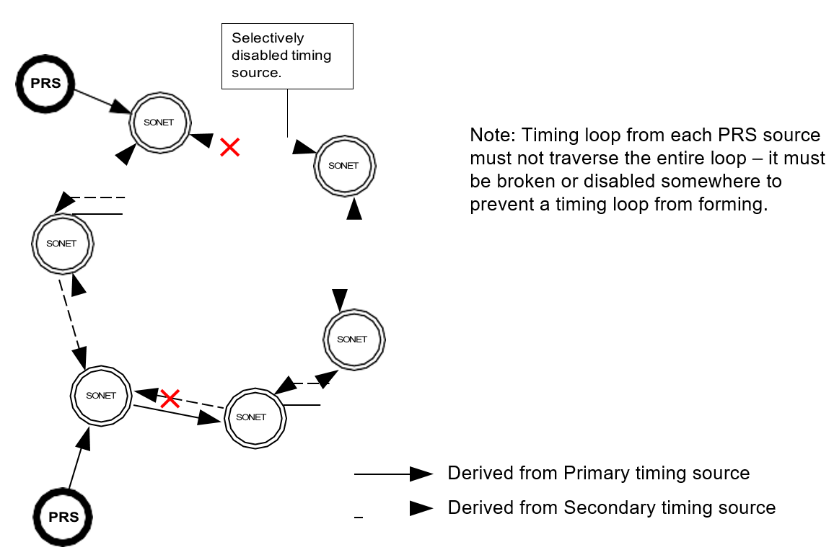 Selectively
disabled timing
source.
PRS
SONET
SONET
Note: Timing loop from each PRS source
must not traverse the entire loop – it must
be broken or disabled somewhere to
prevent a timing loop from forming.
SONET
SONET
SONET
SONET
PRS
Derived from Primary timing source
Derived from Secondary timing source